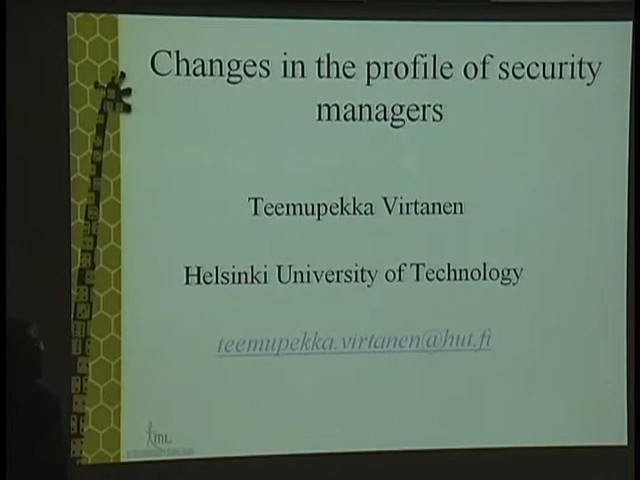 Changes in the profile of security
managers
Teemupekka Virtanen
Helsinki University of Technology
teemupekka.virtanen@hut.fi